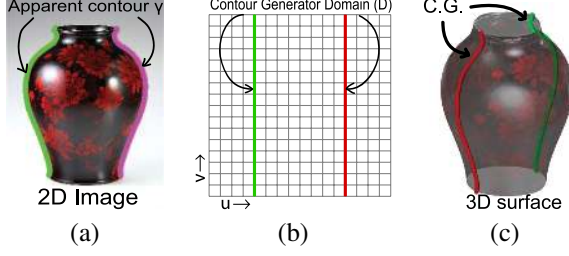 Apparent contour γ
2D Image
(a)
Contour Generator Domain (D)
v→
u→
(b)
C.G.
3D surface
(c)